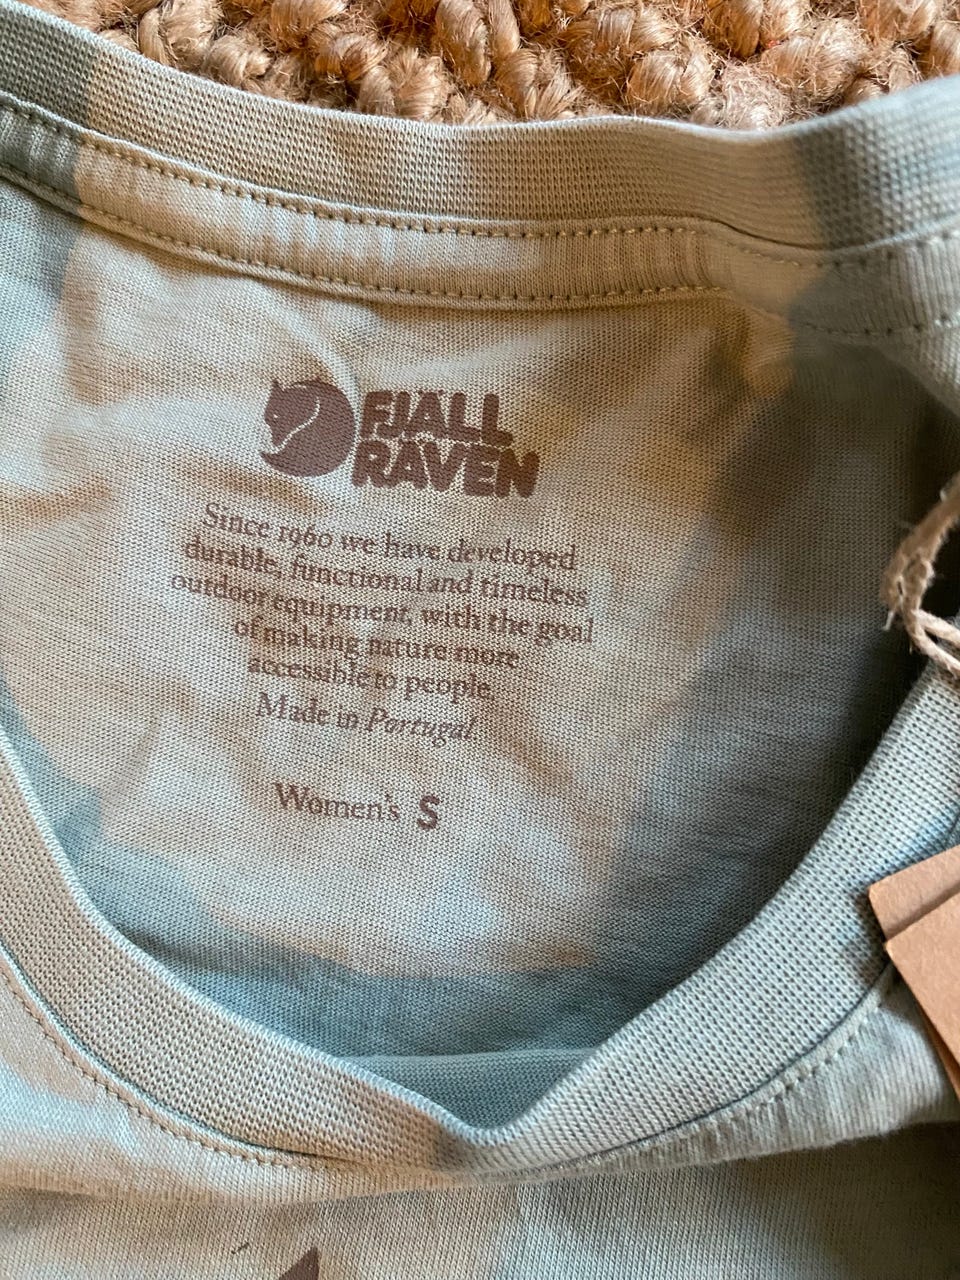 FJÄLL
RÄVEN
Since 1960 we have developed
durable, functional and timeless
outdoor equipment, with the goal
of making nature more
accessible to people.
Made in Portugal
Women's S